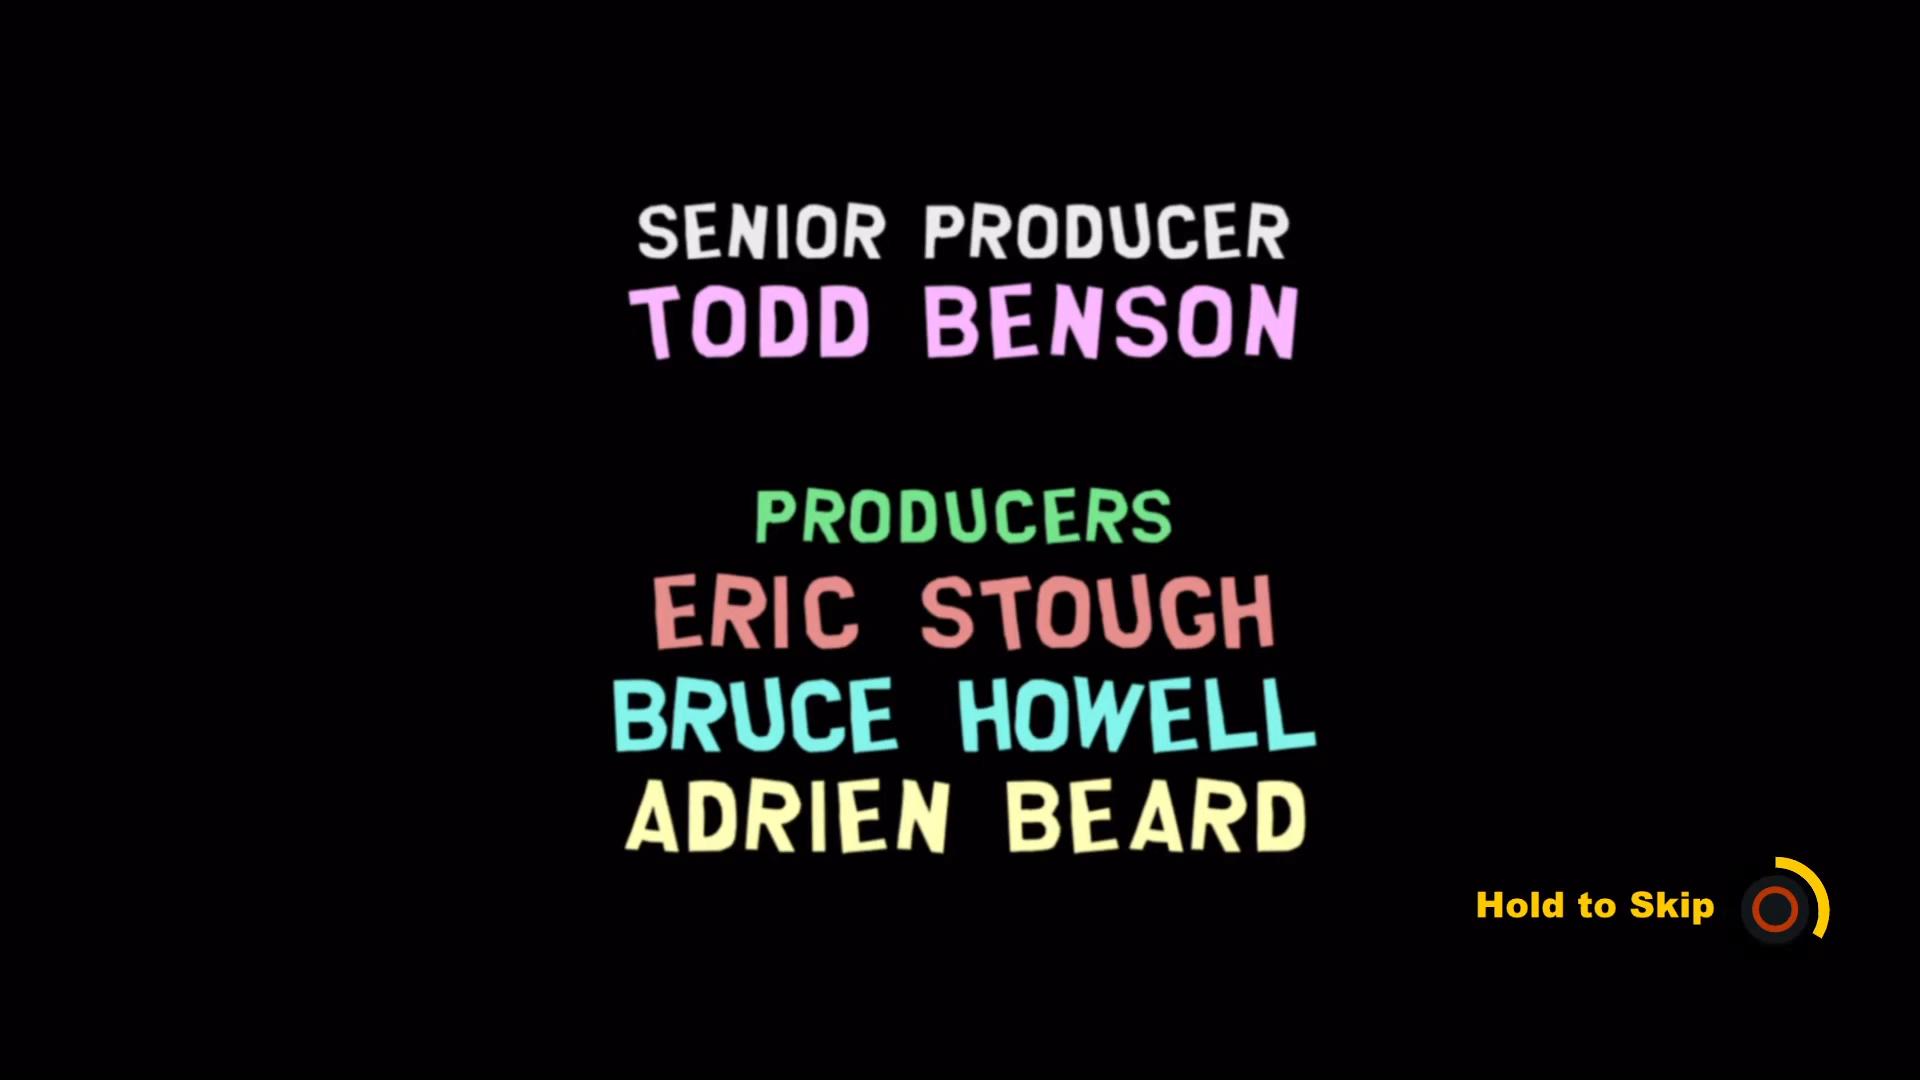 SENIOR PRODUCER
TODD BENSON
PRODUCERS
ERIC STOUGH
BRUCE HOWELL
ADRIEN BEARD
Hold to Skip